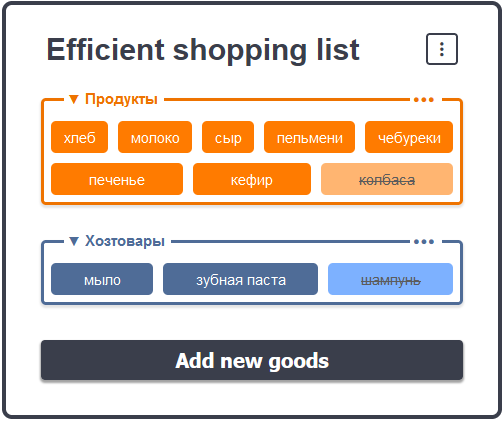 Efficient shopping list
▼ Продукты
хлеб молоко сыр пельмени чебуреки
печенье кефир колбаса
▼ Хозтовары
мыло зубная паста шампунь
Add new goods